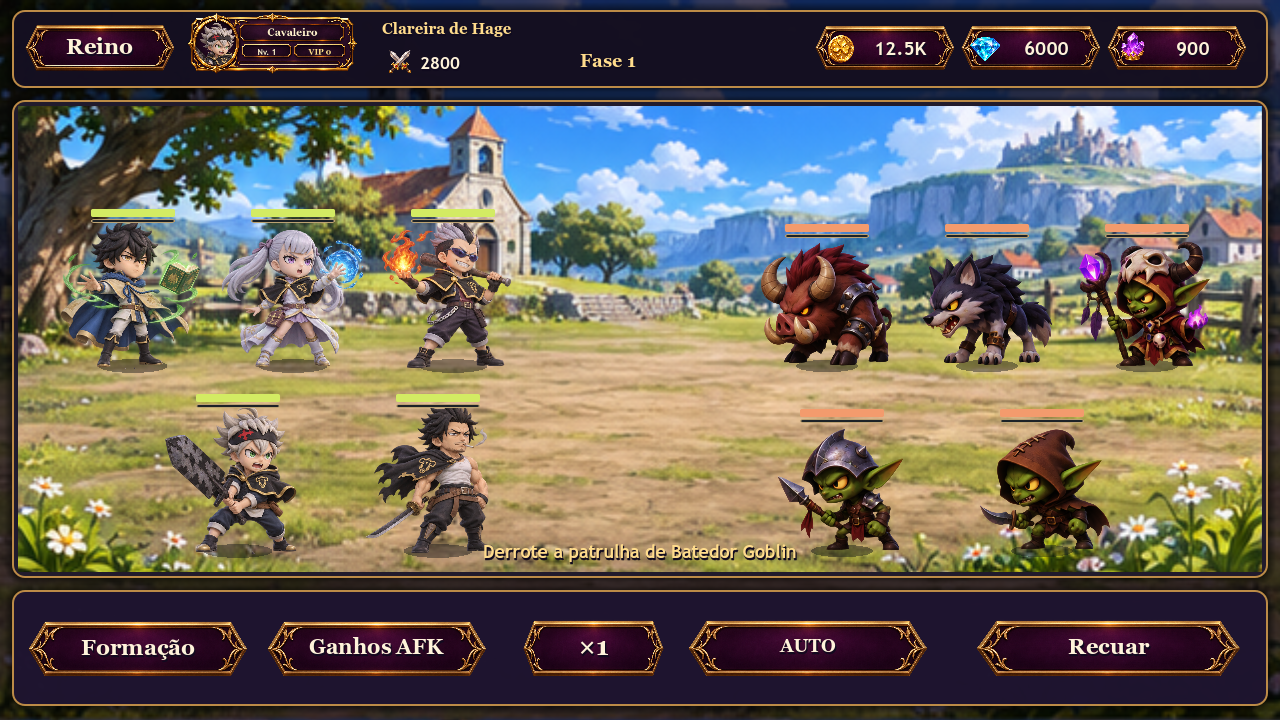 Reino
Cavaleiro
Nv. 1
VIP 0
Clareira de Hage
2800
Fase 1
12.5K
6000
900
Derrote a patrulha de Batedor Goblin
Formação
Ganhos AFK
×1
AUTO
Recuar